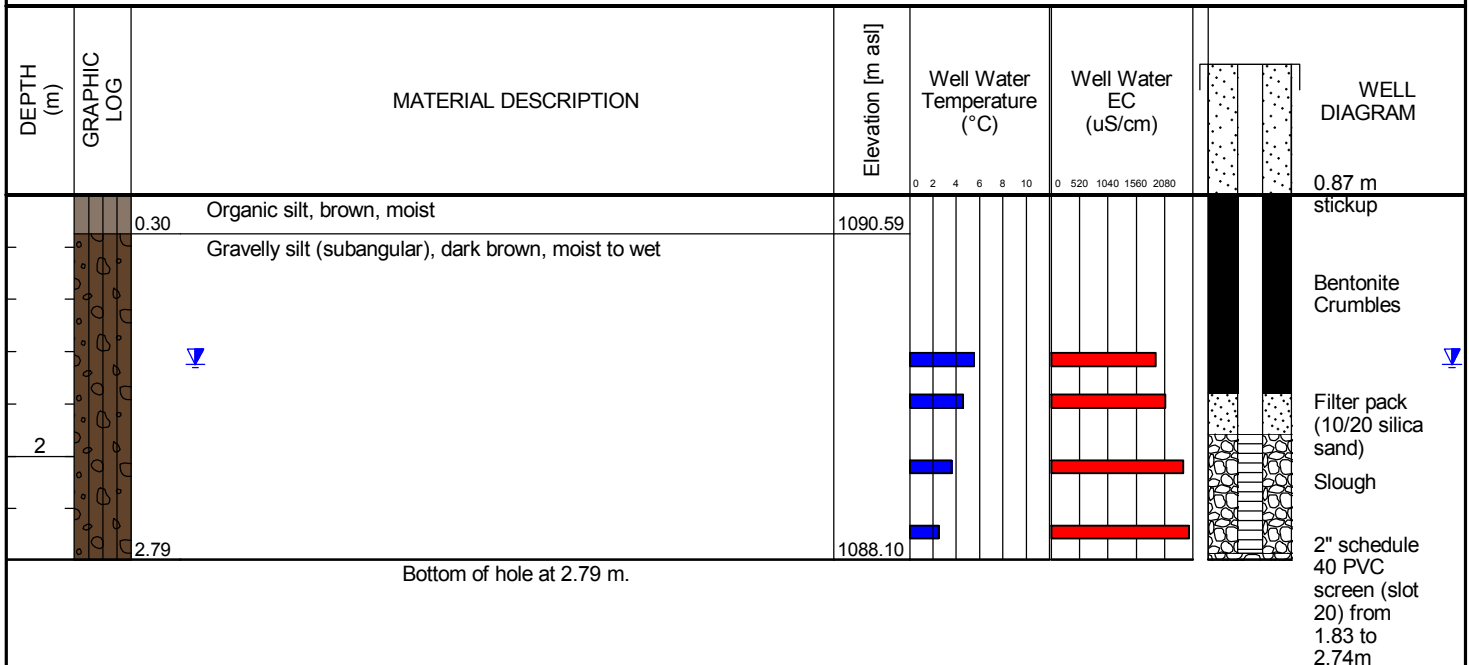 DEPTH
(m)
GRAPHIC
LOG
MATERIAL DESCRIPTION
Elevation [m asl]
Well Water
Temperature
(°C)
0 2 4 6 8 10
Well Water
EC
(uS/cm)
0 520 1040 1560 2080
WELL
DIAGRAM
0.87 m
stickup
Organic silt, brown, moist
0.30
1090.59
Gravelly silt (subangular), dark brown, moist to wet
Bentonite
Crumbles
Filter pack
(10/20 silica
sand)
2
Slough
2.79
1088.10
Bottom of hole at 2.79 m.
2" schedule
40 PVC
screen (slot
20) from
1.83 to
2.74m